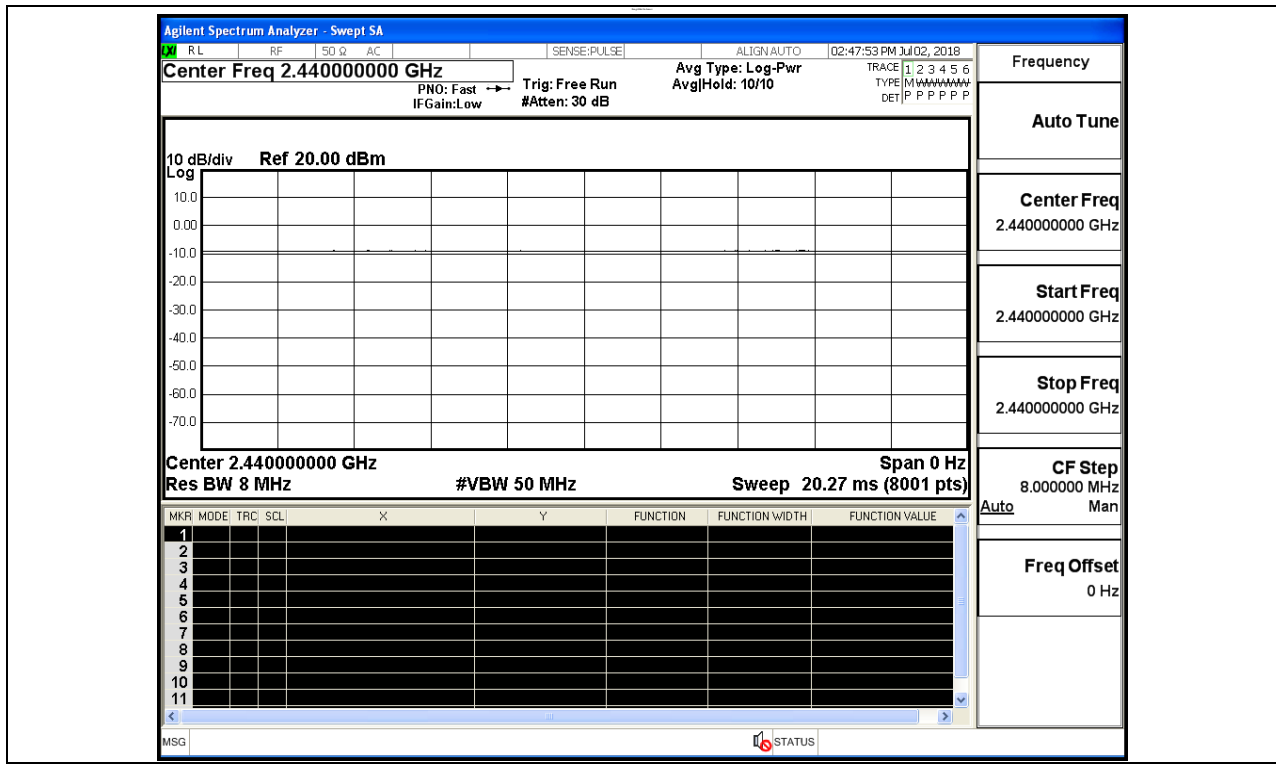 Agilent Spectrum Analyzer - Swept SA
LXI RL RF 50 Ω AC SENSE:PULSE ALIGN AUTO 02:47:53 PM Jul 02, 2018
Center Freq 2.440000000 GHz
PNO: Fast
IFGain:Low
Trig: Free Run
#Atten: 30 dB
Avg Type: Log-Pwr
Avg|Hold: 10/10
TRACE 1 2 3 4 5 6
TYPE M WWWWW
DET P P P P P P
10 dB/div Ref 20.00 dBm
Log
10.0
0.00
-10.0
-20.0
-30.0
-40.0
-50.0
-60.0
-70.0
Center 2.440000000 GHz Span 0 Hz
Res BW 8 MHz #VBW 50 MHz Sweep 20.27 ms (8001 pts)
MKR MODE TRC SCL X Y FUNCTION FUNCTION WIDTH FUNCTION VALUE
1
2
3
4
5
6
7
8
9
10
11
MSG STATUS
Frequency
Auto Tune
Center Freq
2.440000000 GHz
Start Freq
2.440000000 GHz
Stop Freq
2.440000000 GHz
CF Step
8.000000 MHz
Auto Man
Freq Offset
0 Hz